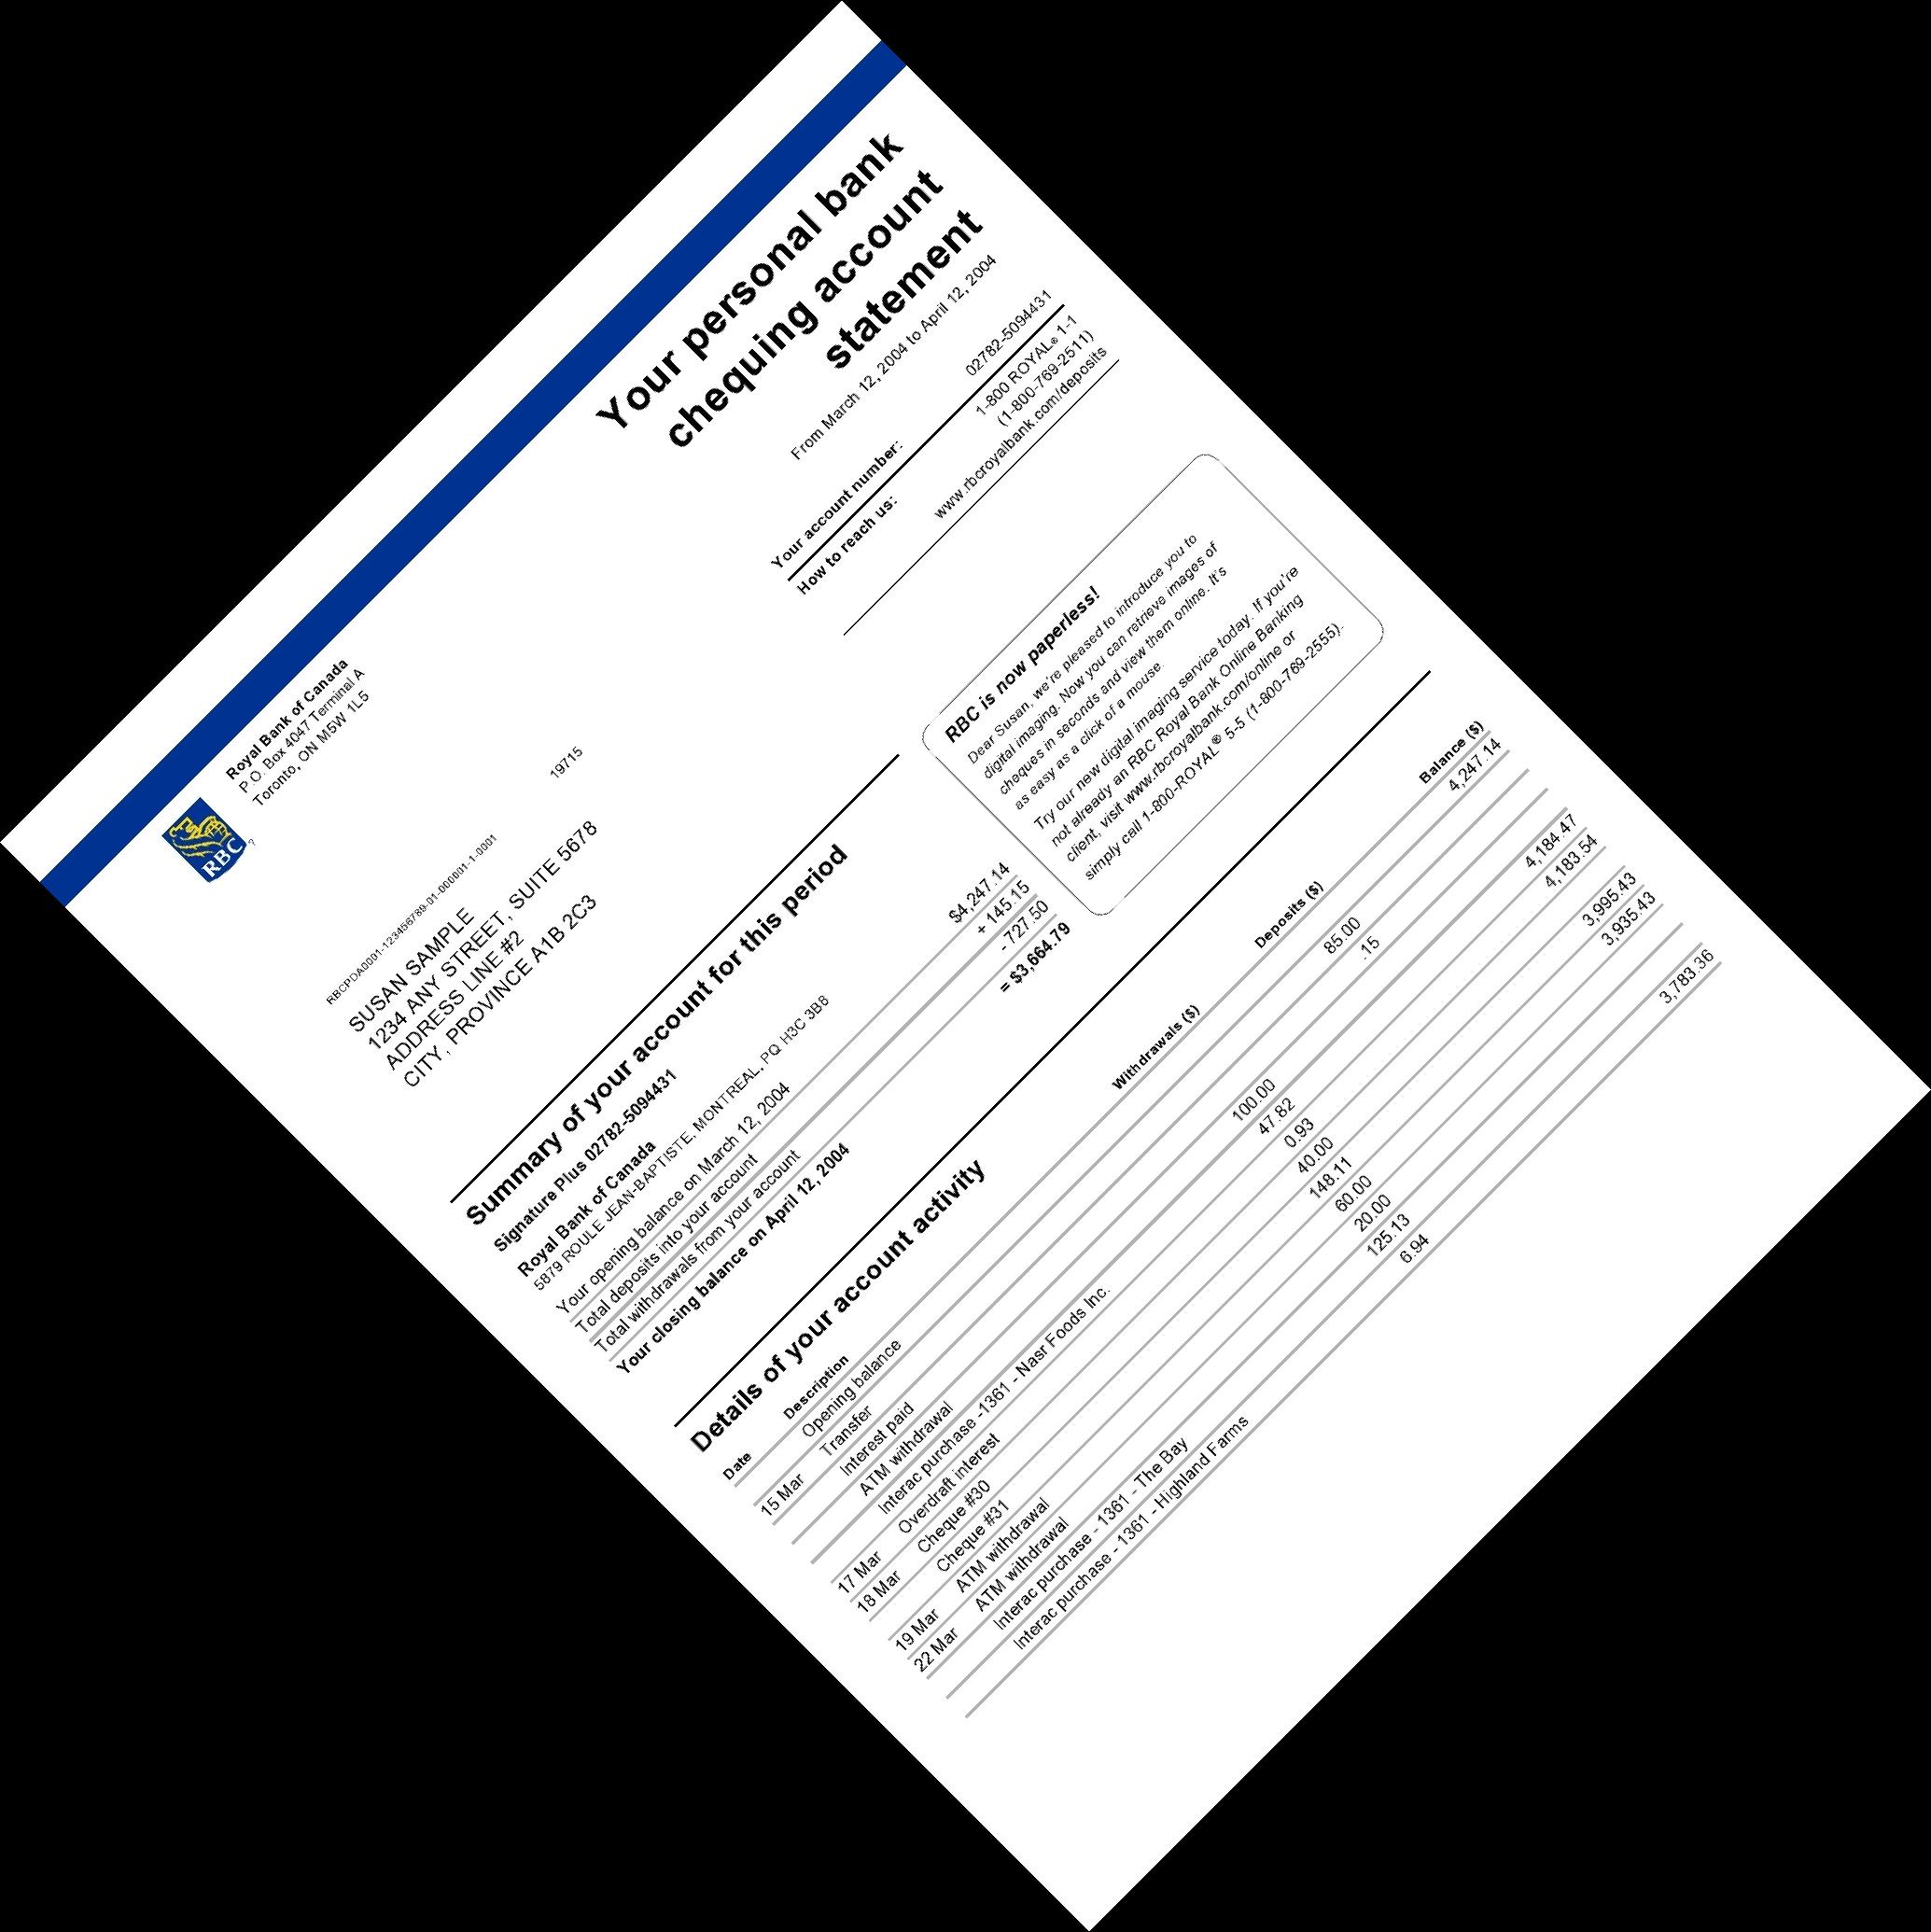 RBC
?
Royal Bank of Canada
P.O. Box 4047 Terminal A
Toronto, ON M5W 1L5
Your personal bank
chequing account
statement
From March 12, 2004 to April 12, 2004
19715
RBCPDA0001-123456789-01-000001-1-0001
SUSAN SAMPLE
1234 ANY STREET, SUITE 5678
ADDRESS LINE #2
CITY, PROVINCE A1B 2C3
Your account number: 02782-5094431
How to reach us: 1-800 ROYAL® 1-1
(1-800-769-2511)
www.rbcroyalbank.com/deposits
Summary of your account for this period
Signature Plus 02782-5094431
Royal Bank of Canada
5879 ROULE JEAN-BAPTISTE, MONTREAL, PQ H3C 3B8
Your opening balance on March 12, 2004 $4,247.14
Total deposits into your account + 145.15
Total withdrawals from your account - 727.50
Your closing balance on April 12, 2004 = $3,664.79
RBC is now paperless!
Dear Susan, we're pleased to introduce you to
digital imaging. Now you can retrieve images of
cheques in seconds and view them online. It's
as easy as a click of a mouse.
Try our new digital imaging service today. If you're
not already an RBC Royal Bank Online Banking
client, visit www.rbcroyalbank.com/online or
simply call 1-800-ROYAL® 5-5 (1-800-769-2555).
Details of your account activity
Date Description Withdrawals ($) Deposits ($) Balance ($)
Opening balance 4,247.14
15 Mar Transfer 85.00
Interest paid .15
ATM withdrawal 100.00
Interac purchase -1361 - Nasr Foods Inc. 47.82 4,184.47
17 Mar Overdraft interest 0.93 4,183.54
18 Mar Cheque #30 40.00
Cheque #31 148.11 3,995.43
19 Mar ATM withdrawal 60.00 3,935.43
22 Mar ATM withdrawal 20.00
Interac purchase - 1361 - The Bay 125.13
Interac purchase - 1361 - Highland Farms 6.94 3,783.36